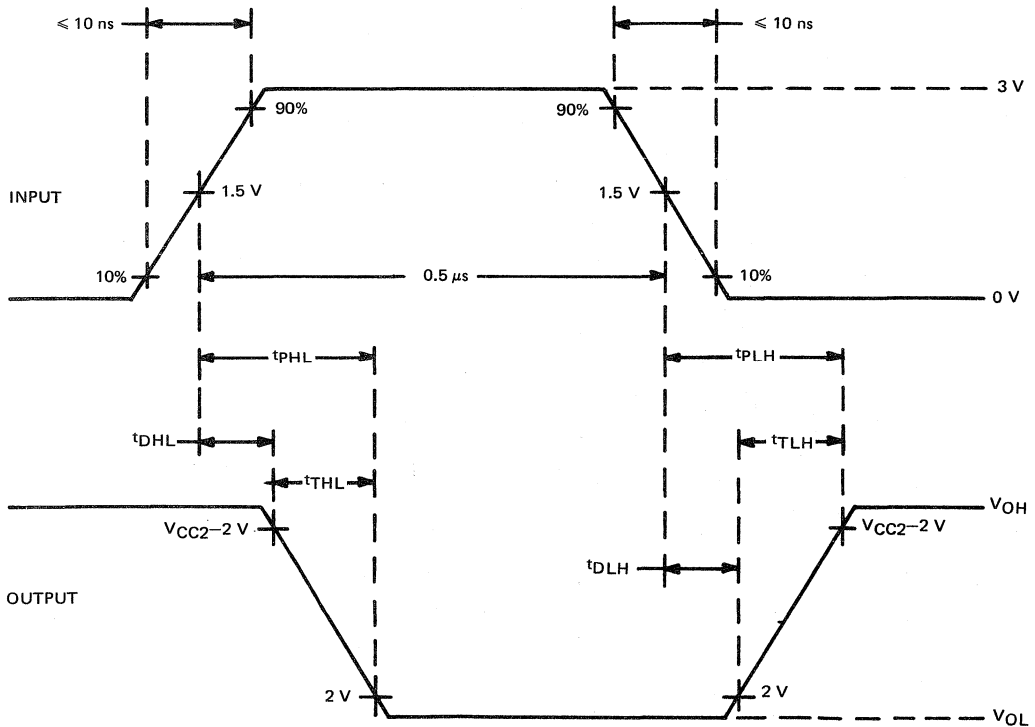 ⩽ 10 ns
⩽ 10 ns
3 V
90%
90%
INPUT
1.5 V
1.5 V
10%
0.5 μs
10%
0 V
tPHL
tPLH
tDHL
tTLH
tTHL
VOH
VCC2−2 V
VCC2−2 V
tDLH
OUTPUT
2 V
2 V
VOL